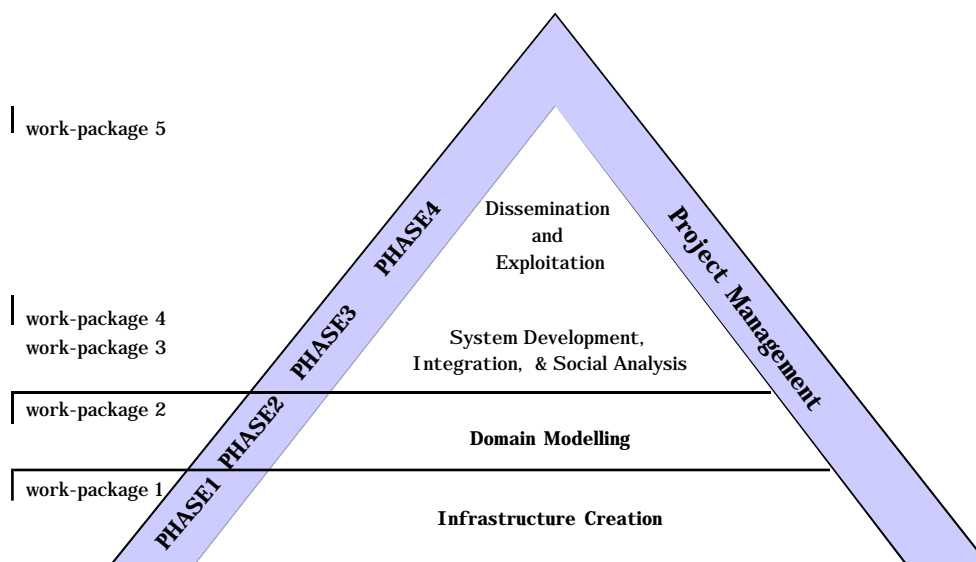 work-package 5
PHASE4
Dissemination
and
Exploitation
Project Management
work-package 4
work-package 3
PHASE3
System Development,
Integration, & Social Analysis
work-package 2
PHASE2
Domain Modelling
work-package 1
PHASE1
Infrastructure Creation